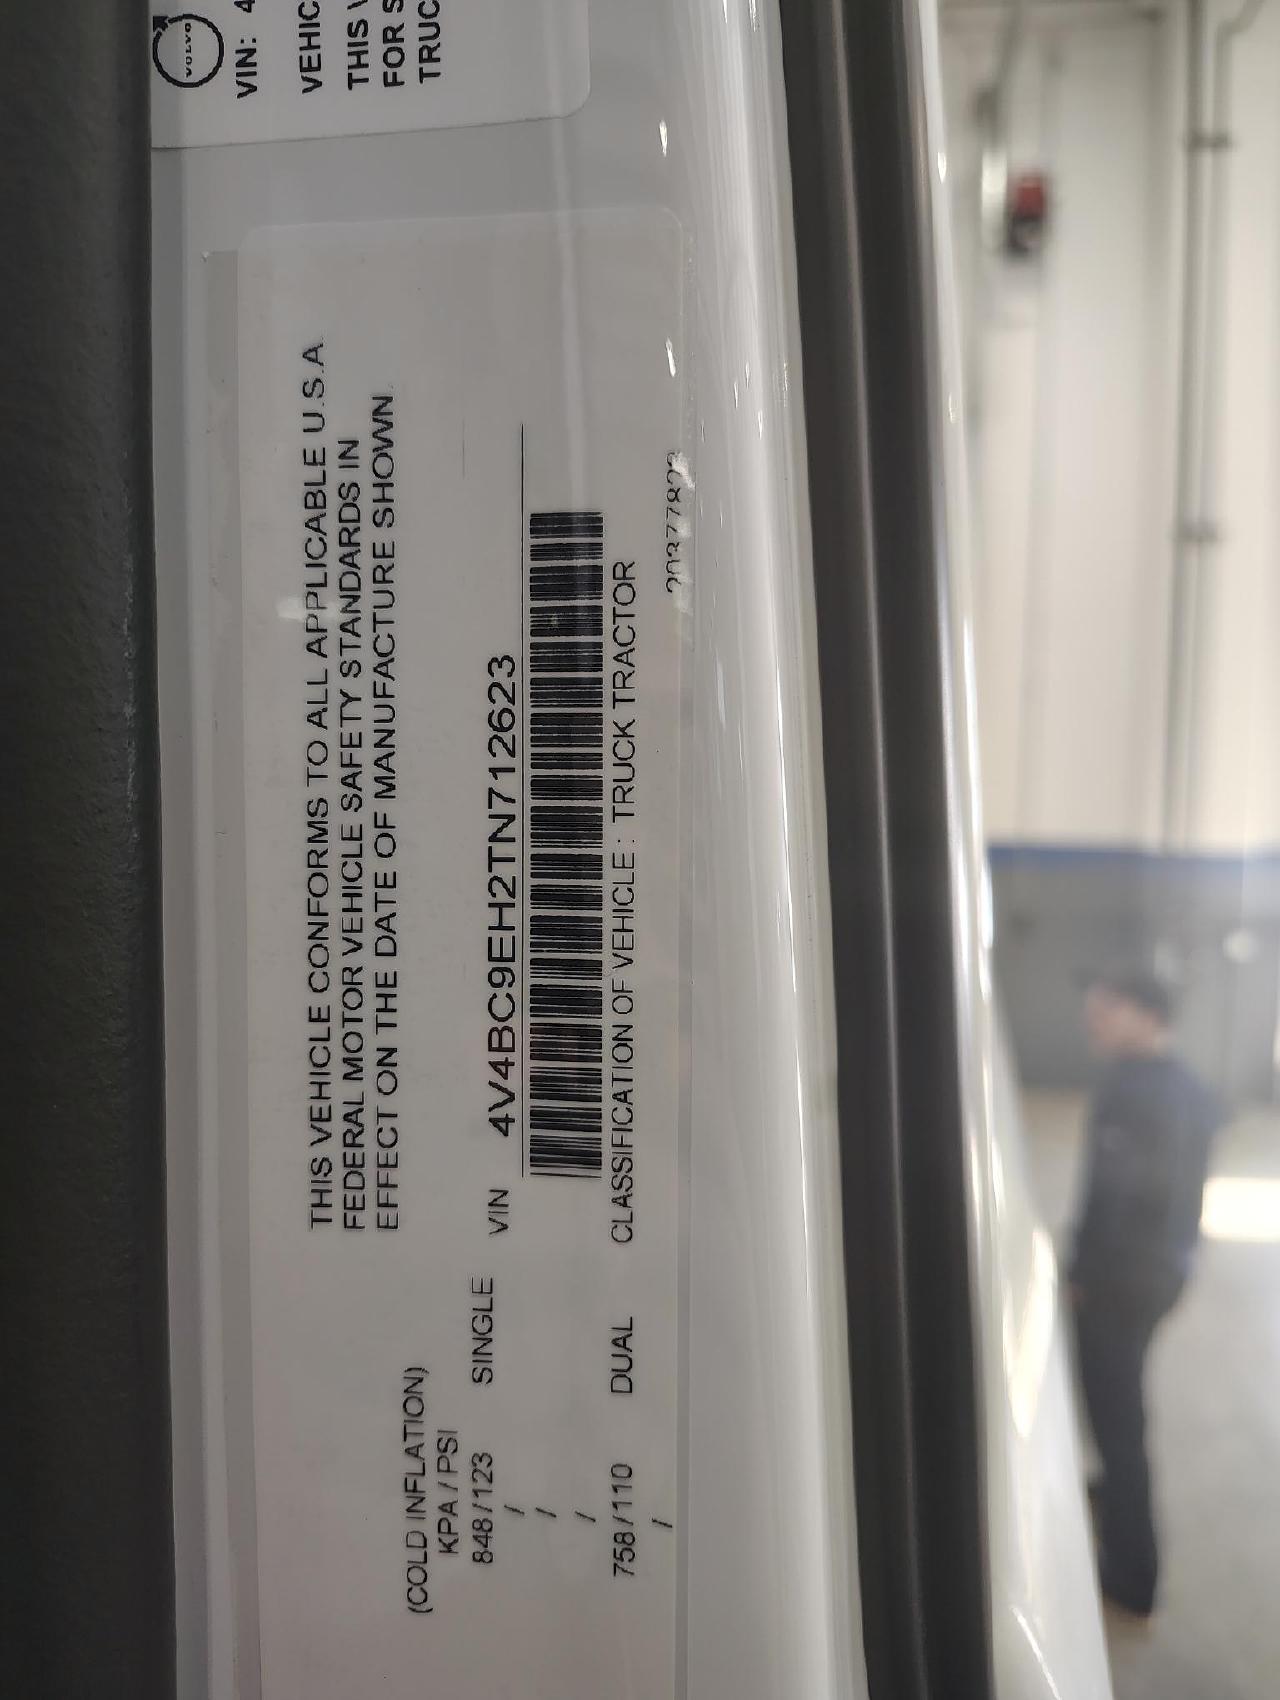 VOLVO
VIN: 4
VEHIC
THIS V
FOR S
TRUC
THIS VEHICLE CONFORMS TO ALL APPLICABLE U.S.A
FEDERAL MOTOR VEHICLE SAFETY STANDARDS IN
EFFECT ON THE DATE OF MANUFACTURE SHOWN
(COLD INFLATION)
KPA / PSI
848 / 123 SINGLE VIN 4V4BC9EH2TN712623
/
/
/
758 / 110 DUAL CLASSIFICATION OF VEHICLE : TRUCK TRACTOR
/